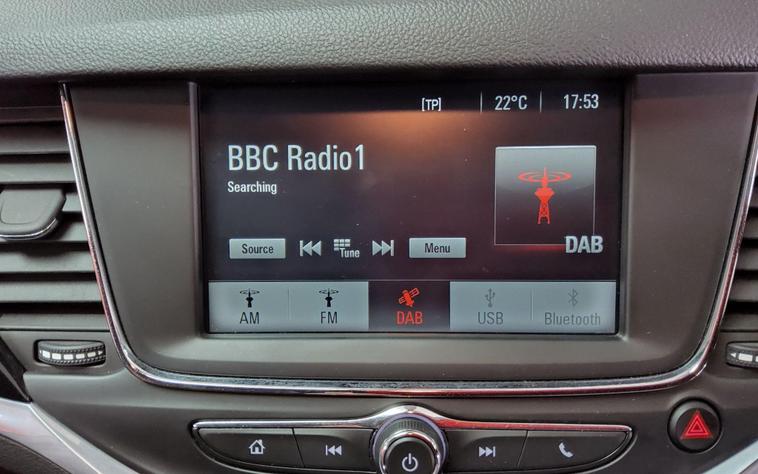 [TP] 22°C 17:53
BBC Radio1
Searching
DAB
Source Tune Menu
AM FM DAB USB Bluetooth